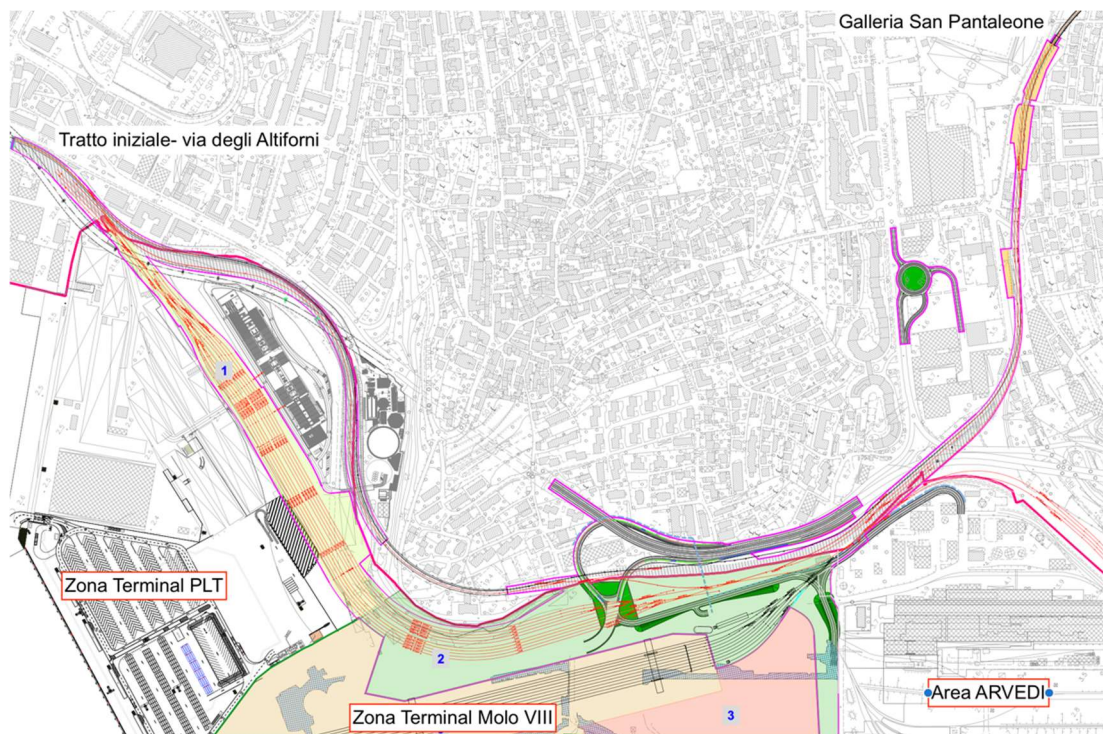 Galleria San Pantaleone
Tratto iniziale- via degli Altiforni
1
Zona Terminal PLT
2
Area ARVEDI
Zona Terminal Molo VIII
3